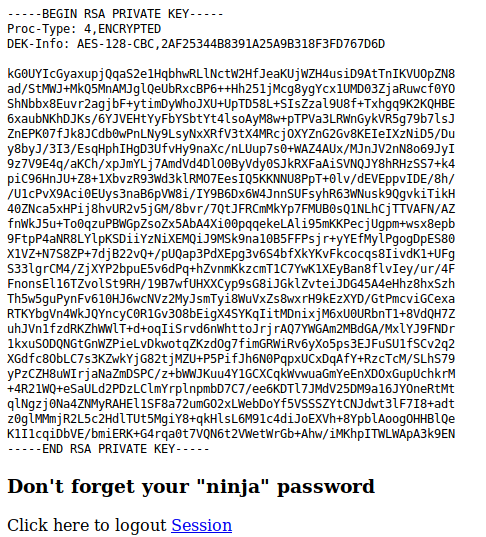 -----BEGIN RSA PRIVATE KEY-----
Proc-Type: 4,ENCRYPTED
DEK-Info: AES-128-CBC,2AF25344B8391A25A9B318F3FD767D6D

kG0UYIcGyaxupjQqaS2e1HqbhwRLlNctW2HfJeaKUjWZH4usiD9AtTnIKVUOpZN8
ad/StMWJ+MkQ5MnAMJglQeUbRxcBP6++Hh251jMcg8ygYcx1UMD03ZjaRuwcf0YO
ShNbbx8Euvr2agjbF+ytimDyWhoJXU+UpTD58L+SIsZzal9U8f+Txhgq9K2KQHBE
6xaubNKhDJKs/6YJVEHtYyFbYSbtYt4lsoAyM8w+pTPVa3LRWnGykVR5g79b7lsJ
ZnEPK07fJk8JCdb0wPnLNy9LsyNxXRfV3tX4MRcjOXYZnG2Gv8KEIeIXzNiD5/Du
y8byJ/3I3/EsqHphIHgD3UfvHy9naXc/nLUup7s0+WAZ4AUx/MJnJV2nN8o69JyI
9z7V9E4q/aKCh/xpJmYLj7AmdVd4DlO0ByVdy0SJkRXFaAiSVNQJY8hRHzSS7+k4
piC96HnJU+Z8+1XbvzR93Wd3klRMO7EesIQ5KKNNU8PpT+0lv/dEVEppvIDE/8h/
/U1cPvX9Aci0EUys3naB6pVW8i/IY9B6Dx6W4JnnSUFsyhR63WNusk9QgvkiTikH
40ZNca5xHPij8hvUR2v5jGM/8bvr/7QtJFRCmMkYp7FMUB0sQ1NLhCjTTVAFN/AZ
fnWkJ5u+To0qzuPBWGpZsoZx5AbA4Xi00pqqekeLAli95mKKPecjUgpm+wsx8epb
9FtpP4aNR8LYlpKSDiiYzNiXEMQiJ9MSk9na10B5FFPsjr+yYEfMylPgogDpES80
X1VZ+N7S8ZP+7djB22vQ+/pUQap3PdXEpg3v6S4bfXkYKvFkcocqs8IivdK1+UFg
S33lgrCM4/ZjXYP2bpuE5v6dPq+hZvnmKkzcmT1C7YwK1XEyBan8flvIey/ur/4F
FnonsEl16TZvolSt9RH/19B7wfUHXXCyp9sG8iJGklZvteiJDG45A4eHhz8hxSzh
Th5w5guPynFv610HJ6wcNVz2MyJsmTyi8WuVxZs8wxrH9kEzXYD/GtPmcviGCexa
RTKYbgVn4WkJQYncyC0R1Gv3O8bEigX4SYKqIitMDnixjM6xU0URbnT1+8VdQH7Z
uhJVn1fzdRKZhWWlT+d+oqIiSrvd6nWhttoJrjrAQ7YWGAm2MBdGA/MxlYJ9FNDr
1kxuSODQNGtGnWZPieLvDkwotqZKzdOg7fimGRWiRv6yXo5ps3EJFuSU1fSCv2q2
XGdfc8ObLC7s3KZwkYjG82tjMZU+P5PifJh6N0PqpxUCxDqAfY+RzcTcM/SLhS79
yPzCZH8uWIrjaNaZmDSPC/z+bWWJKuu4Y1GCXCqkWvwuaGmYeEnXDOxGupUchkrM
+4R21WQ+eSaULd2PDzLClmYrplnpmbD7C7/ee6KDTl7JMdV25DM9a16JYOneRtMt
qlNgzj0Na4ZNMyRAHEl1SF8a72umGO2xLWebDoYf5VSSSZYtCNJdwt3lF7I8+adt
z0glMMmjR2L5c2HdlTUt5MgiY8+qkHlsL6M91c4diJoEXVh+8YpblAoogOHHBlQe
K1I1cqiDbVE/bmiERK+G4rqa0t7VQN6t2VWetWrGb+Ahw/iMKhpITWLWApA3k9EN
-----END RSA PRIVATE KEY-----
Don't forget your "ninja" password
Click here to logout Session